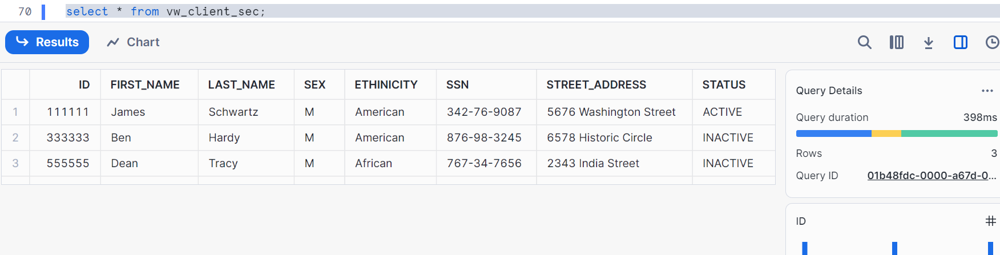 70 select * from vw_client_sec;
Results Chart
ID FIRST_NAME LAST_NAME SEX ETHINICITY SSN STREET_ADDRESS STATUS
1 111111 James Schwartz M American 342-76-9087 5676 Washington Street ACTIVE
2 333333 Ben Hardy M American 876-98-3245 6578 Historic Circle INACTIVE
3 555555 Dean Tracy M African 767-34-7656 2343 India Street INACTIVE
Query Details ...
Query duration 398ms
Rows 3
Query ID 01b48fdc-0000-a67d-0...
ID #